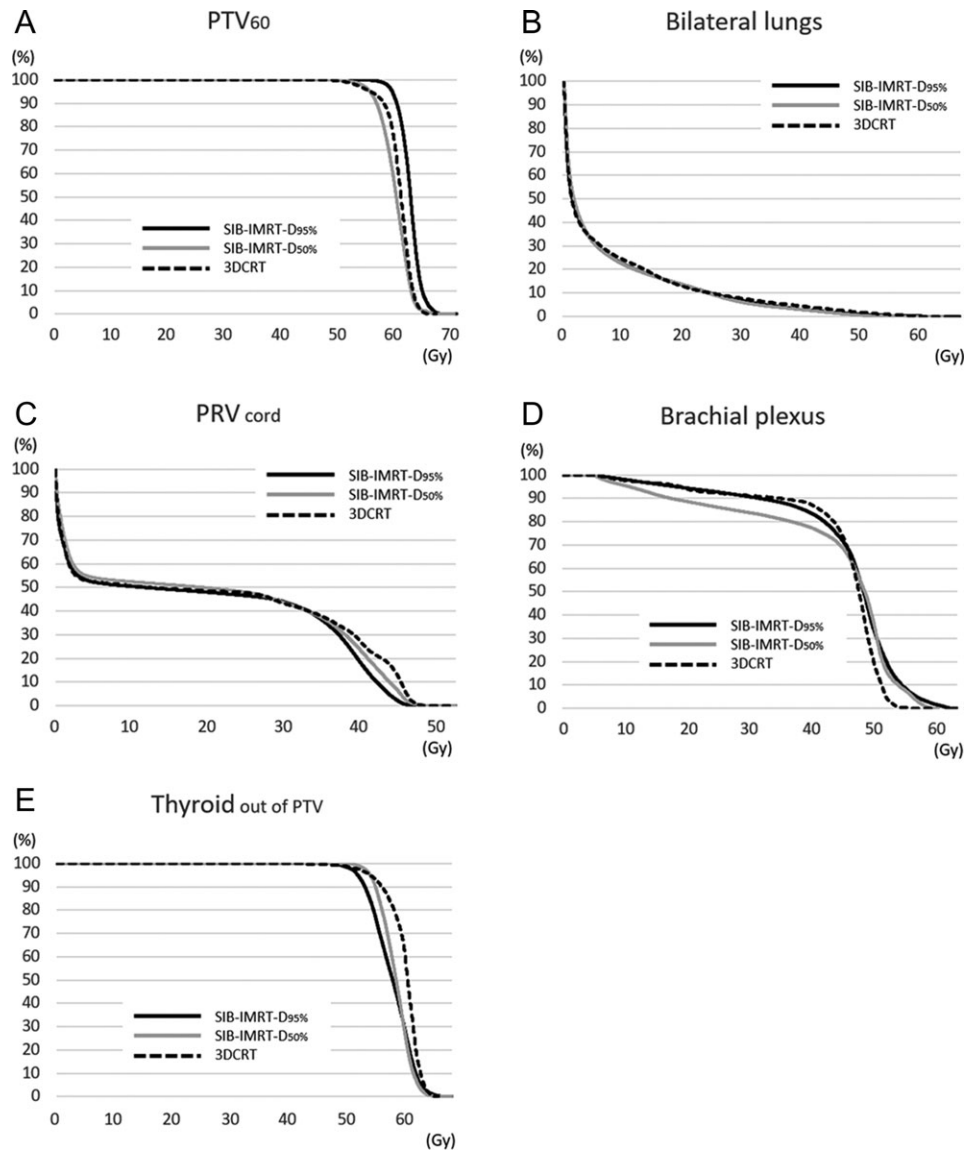 A
PTV60
(%)
100
90
80
70
60
50
40
30
20
10
0
SIB-IMRT-D95%
SIB-IMRT-D50%
3DCRT
0 10 20 30 40 50 60 70
(Gy)
B
Bilateral lungs
(%)
100
90
80
70
60
50
40
30
20
10
0
SIB-IMRT-D95%
SIB-IMRT-D50%
3DCRT
0 10 20 30 40 50 60
(Gy)
C
PRV cord
(%)
100
90
80
70
60
50
40
30
20
10
0
SIB-IMRT-D95%
SIB-IMRT-D50%
3DCRT
0 10 20 30 40 50
(Gy)
D
Brachial plexus
(%)
100
90
80
70
60
50
40
30
20
10
0
SIB-IMRT-D95%
SIB-IMRT-D50%
3DCRT
0 10 20 30 40 50 60
(Gy)
E
Thyroid out of PTV
(%)
100
90
80
70
60
50
40
30
20
10
0
SIB-IMRT-D95%
SIB-IMRT-D50%
3DCRT
0 10 20 30 40 50 60
(Gy)